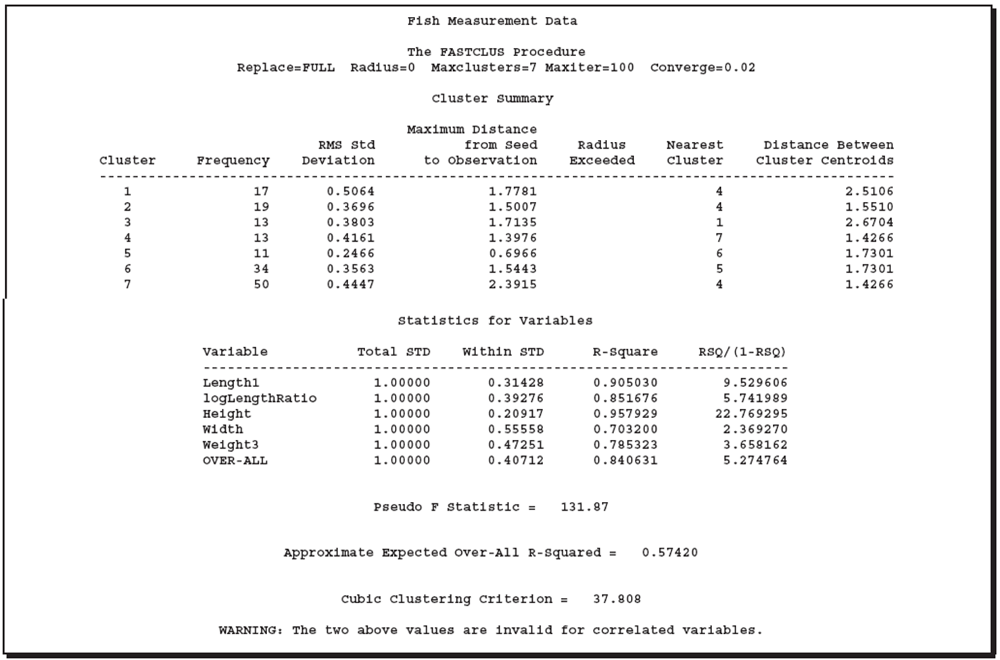 Fish Measurement Data
The FASTCLUS Procedure
Replace=FULL Radius=0 Maxclusters=7 Maxiter=100 Converge=0.02
Cluster Summary
Maximum Distance
RMS Std from Seed Radius Nearest Distance Between
Cluster Frequency Deviation to Observation Exceeded Cluster Cluster Centroids
-----------------------------------------------------------------------------------------------
1 17 0.5064 1.7781 4 2.5106
2 19 0.3696 1.5007 4 1.5510
3 13 0.3803 1.7135 1 2.6704
4 13 0.4161 1.3976 7 1.4266
5 11 0.2466 0.6966 6 1.7301
6 34 0.3563 1.5443 5 1.7301
7 50 0.4447 2.3915 4 1.4266
Statistics for Variables
Variable Total STD Within STD R-Square RSQ/(1-RSQ)
------------------------------------------------------------------------
Length1 1.00000 0.31428 0.905030 9.529606
logLengthRatio 1.00000 0.39276 0.851676 5.741989
Height 1.00000 0.20917 0.957929 22.769295
Width 1.00000 0.55558 0.703200 2.369270
Weight3 1.00000 0.47251 0.785323 3.658162
OVER-ALL 1.00000 0.40712 0.840631 5.274764
Pseudo F Statistic = 131.87
Approximate Expected Over-All R-Squared = 0.57420
Cubic Clustering Criterion = 37.808
WARNING: The two above values are invalid for correlated variables.